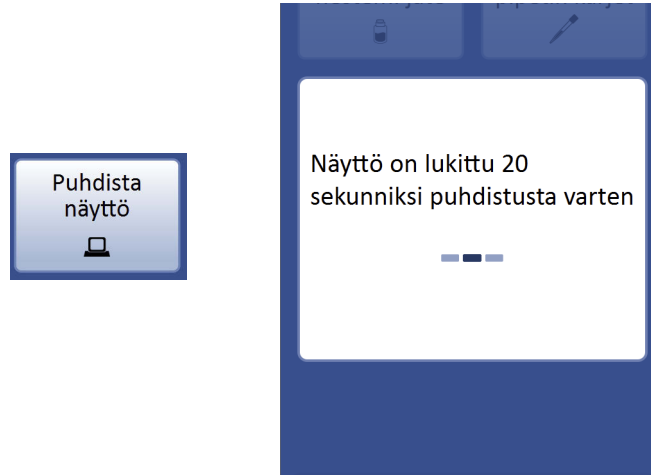 Puhdista
näyttö
Näyttö on lukittu 20
sekunniksi puhdistusta varten